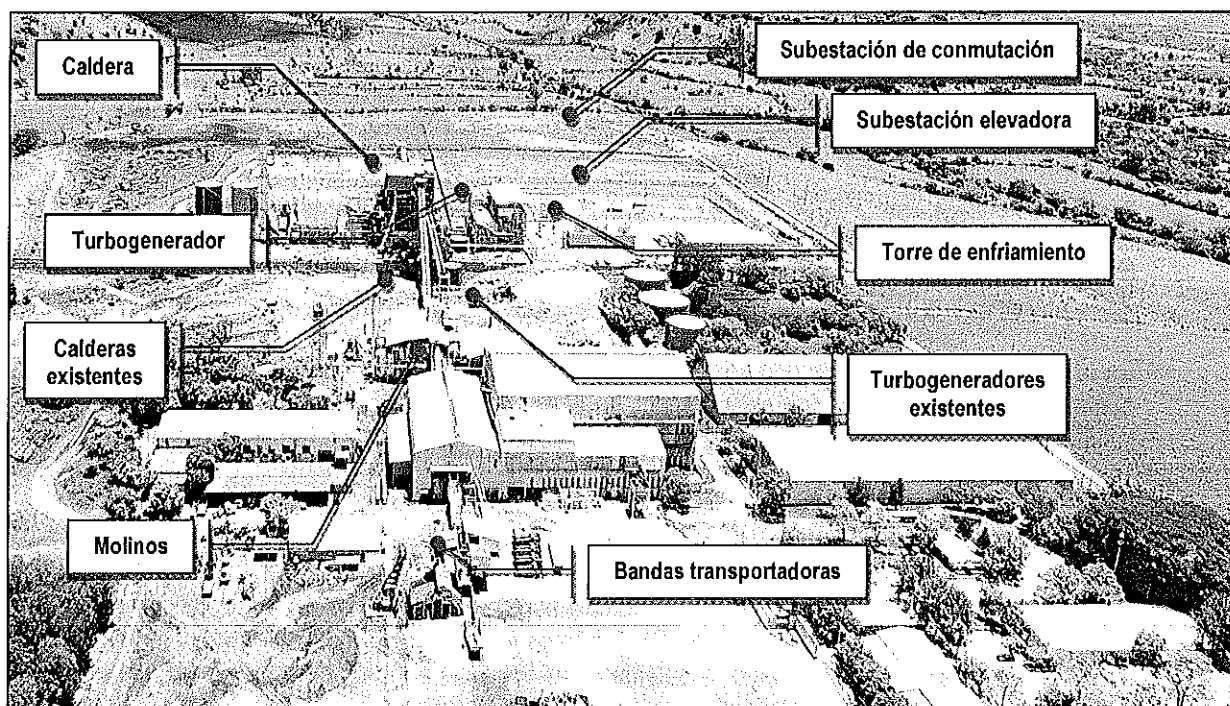 Caldera
Subestación de conmutación
Subestación elevadora
Turbogenerador
Torre de enfriamiento
Calderas
existentes
Turbogeneradores
existentes
Molinos
Bandas transportadoras